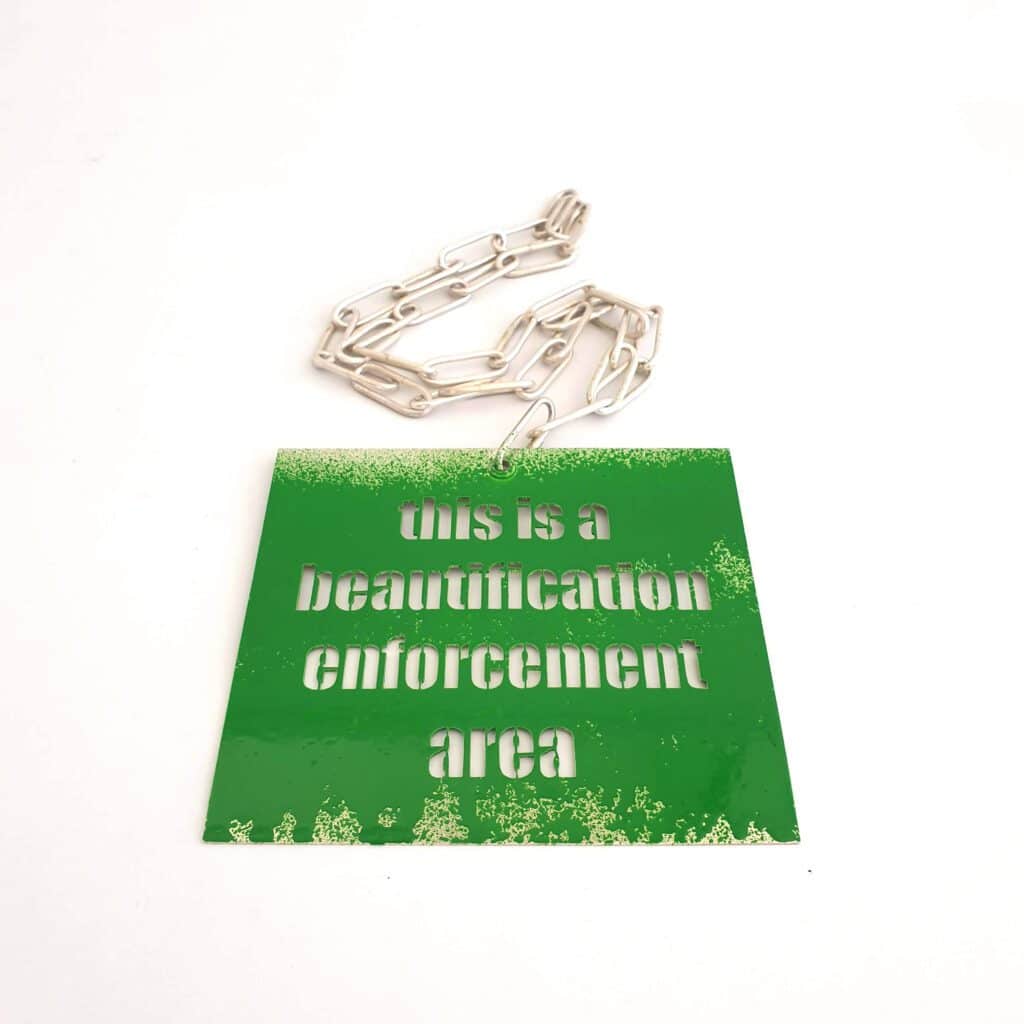 this is a
beautification
enforcement
area